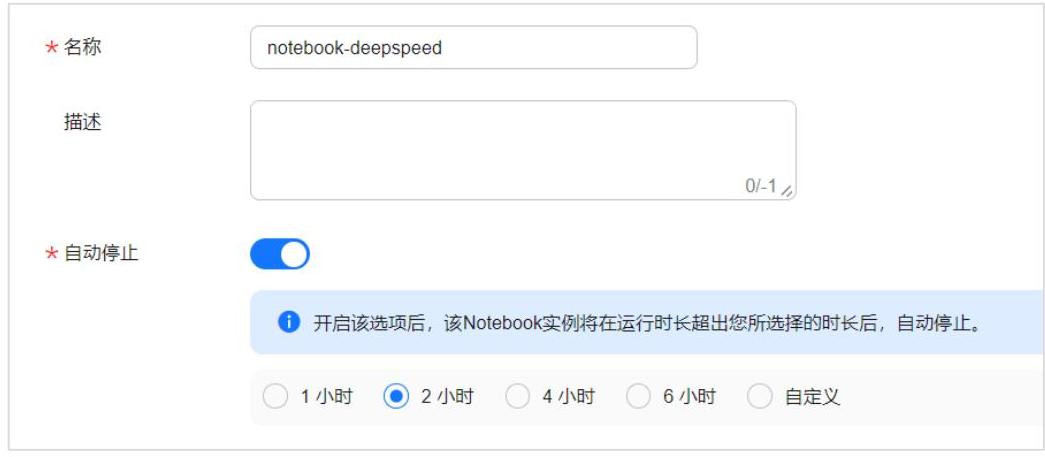 * 名称 notebook-deepspeed
描述
0/-1
* 自动停止
开启该选项后，该Notebook实例将在运行时长超出您所选择的时长后，自动停止。
1 小时 2 小时 4 小时 6 小时 自定义